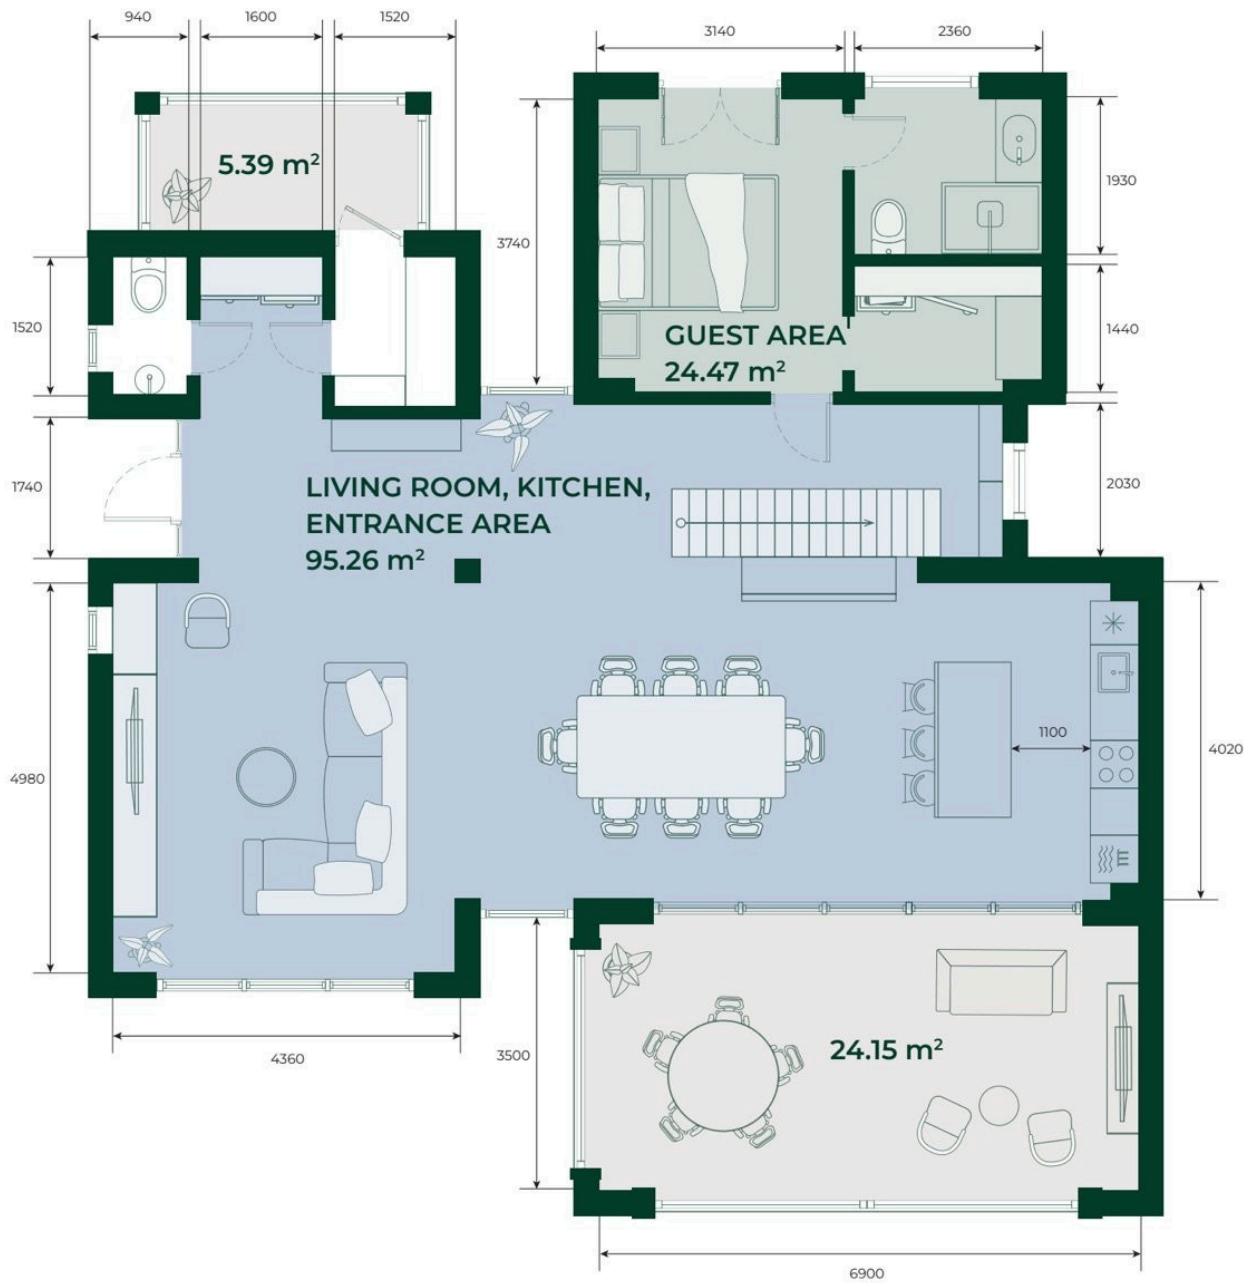 940
1600
1520
3140
2360
5.39 m²
1930
3740
1520
1440
GUEST AREA
24.47 m²
1740
LIVING ROOM, KITCHEN,
ENTRANCE AREA
95.26 m²
2030
1100
4020
4980
4360
3500
24.15 m²
6900